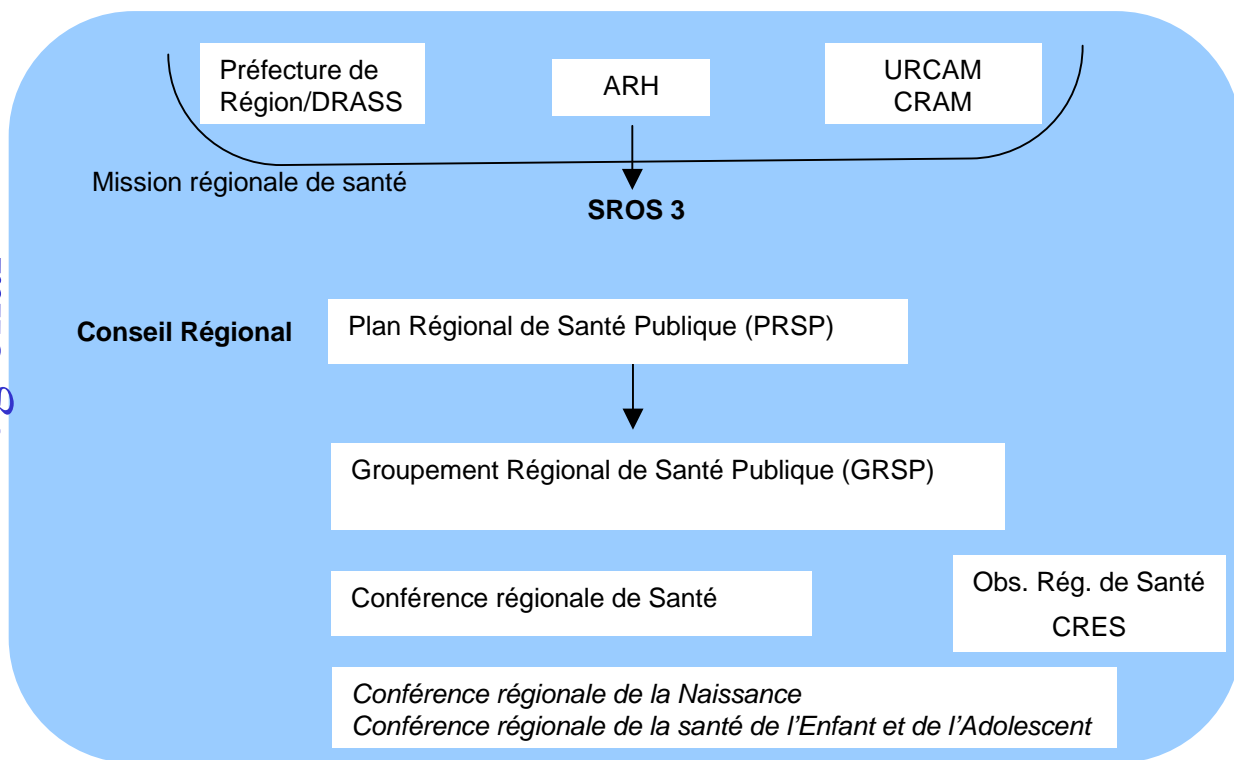 Préfecture de
Région/DRASS
ARH
URCAM
CRAM
Mission régionale de santé
SROS 3
Conseil Régional
Plan Régional de Santé Publique (PRSP)
Groupement Régional de Santé Publique (GRSP)
Conférence régionale de Santé
Obs. Rég. de Santé
CRES
Conférence régionale de la Naissance
Conférence régionale de la santé de l’Enfant et de l’Adolescent